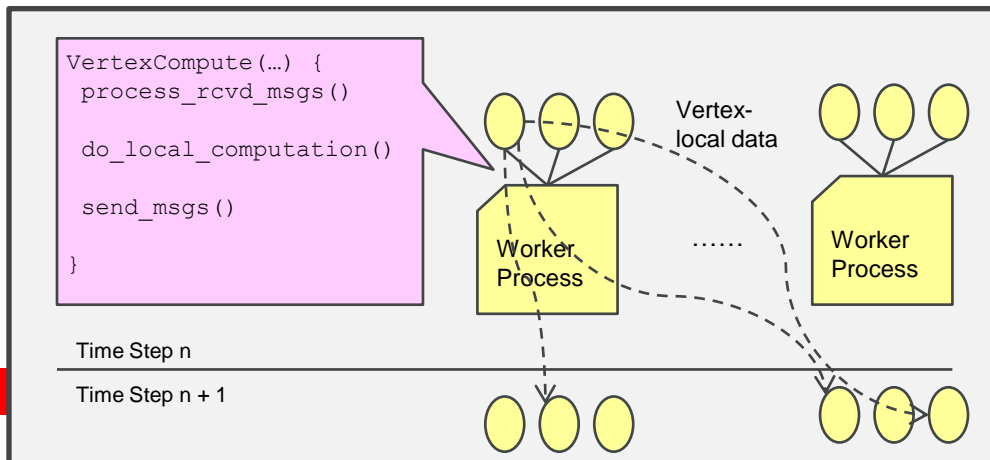 VertexCompute(…) {
process_rcvd_msgs()
do_local_computation()
send_msgs()
}
Vertex-
local data
Worker
Process
……
Worker
Process
Time Step n
Time Step n + 1